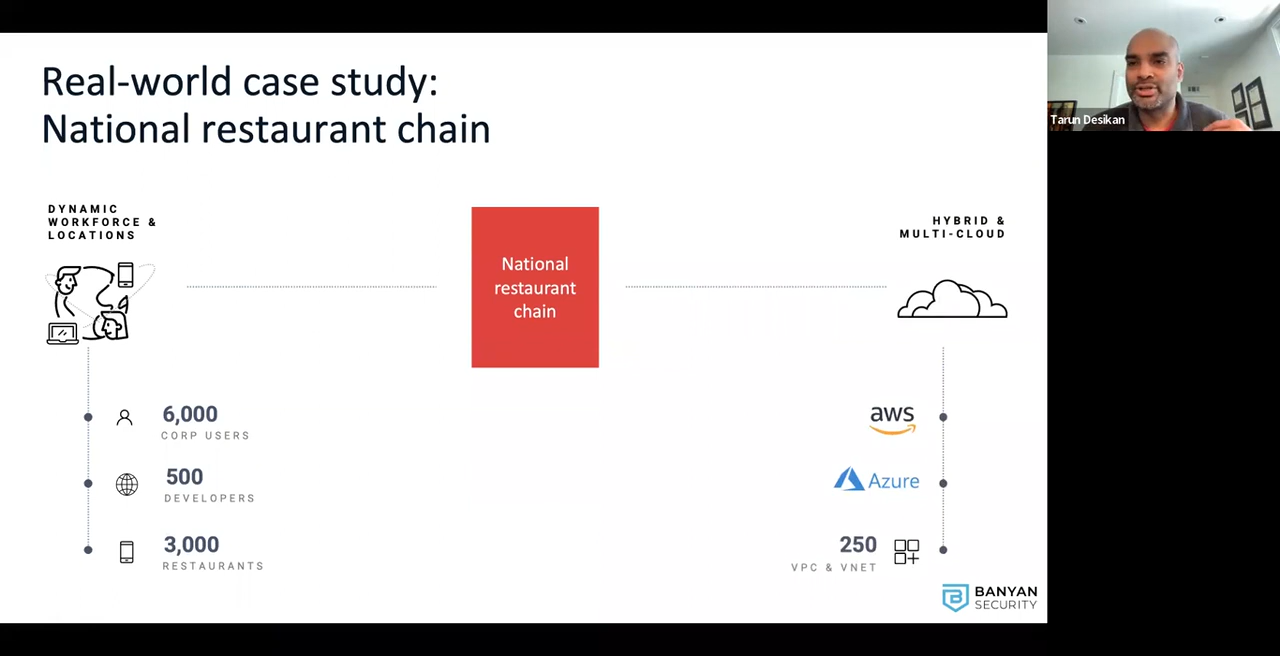 Real-world case study:
National restaurant chain
DYNAMIC
WORKFORCE &
LOCATIONS
National
restaurant
chain
HYBRID &
MULTI-CLOUD
6,000
CORP USERS
500
DEVELOPERS
3,000
RESTAURANTS
aws
Azure
250
VPC & VNET
BANYAN
SECURITY
Tarun Desikan